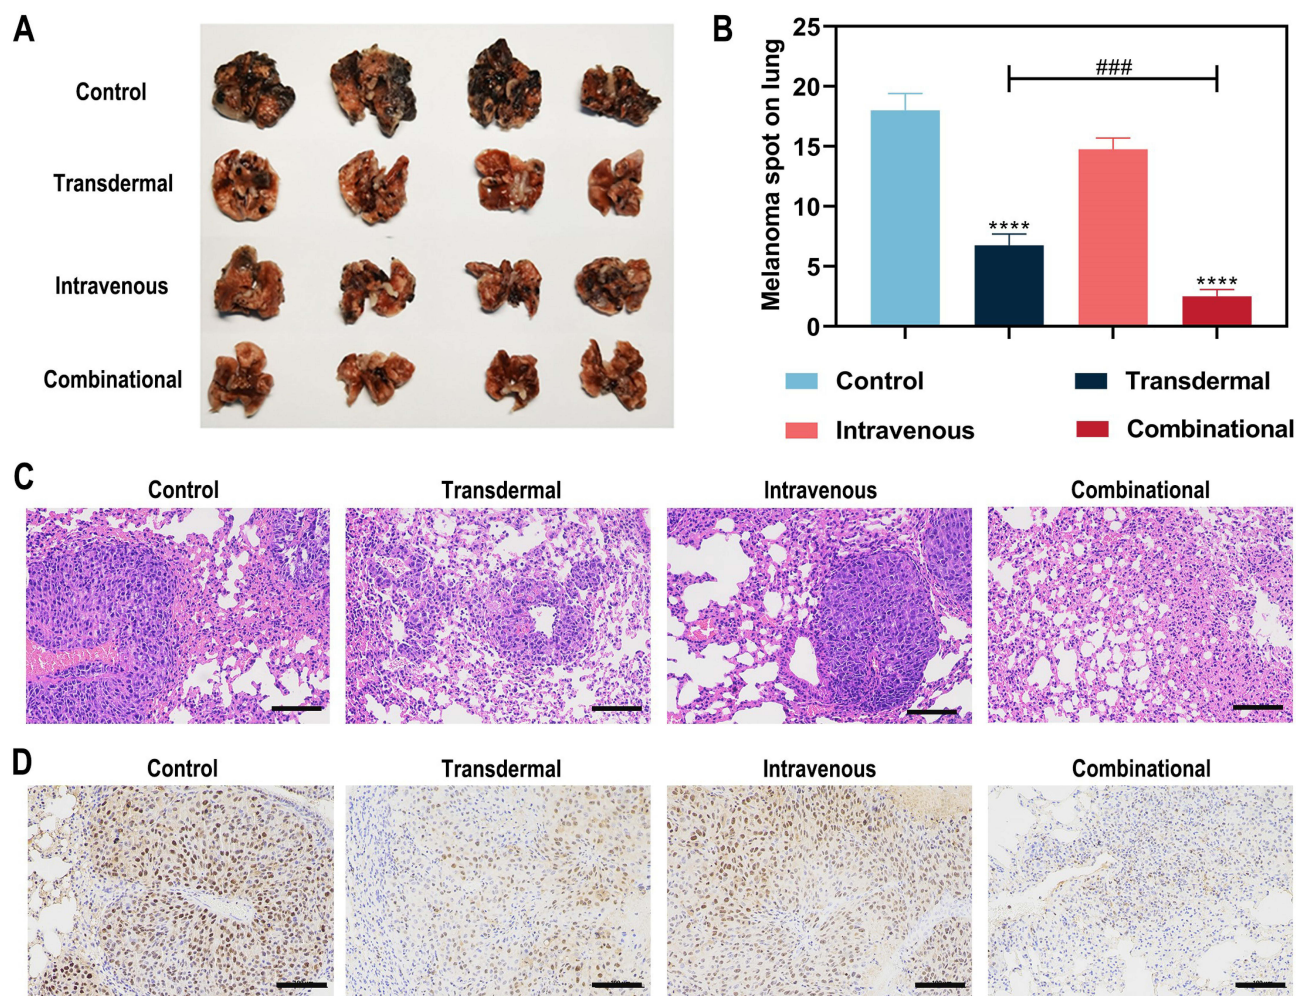 A
Control
Transdermal
Intravenous
Combinational
B
Melanoma spot on lung
25
20
15
10
5
0
###
****
****
Control
Transdermal
Intravenous
Combinational
C
Control
Transdermal
Intravenous
Combinational
D
Control
Transdermal
Intravenous
Combinational